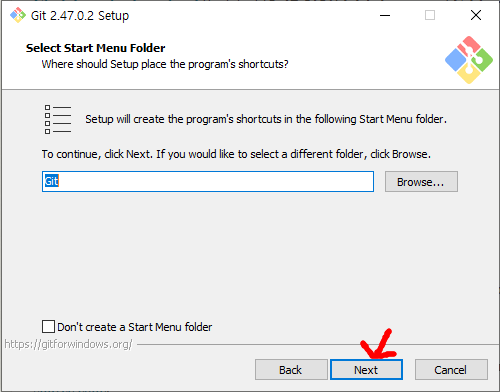 Git 2.47.0.2 Setup
Select Start Menu Folder
Where should Setup place the program's shortcuts?
Setup will create the program's shortcuts in the following Start Menu folder.
To continue, click Next. If you would like to select a different folder, click Browse.
Git
Browse...
Don't create a Start Menu folder
https://gitforwindows.org/
Back
Next
Cancel